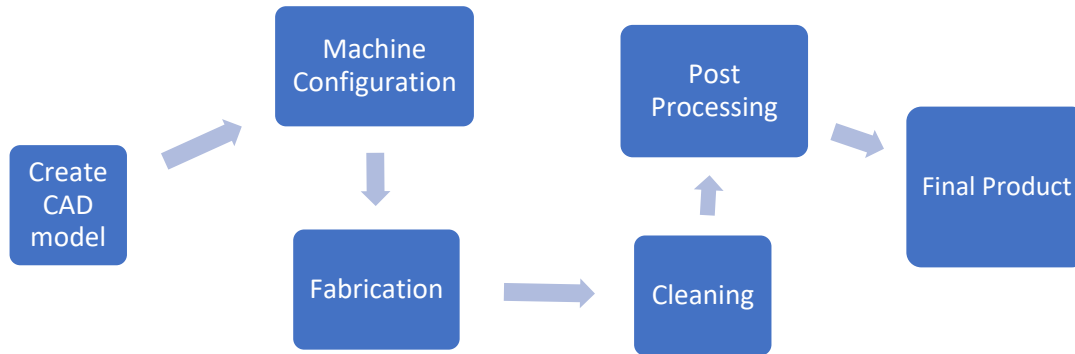 Create
CAD
model
Machine
Configuration
Fabrication
Cleaning
Post
Processing
Final Product